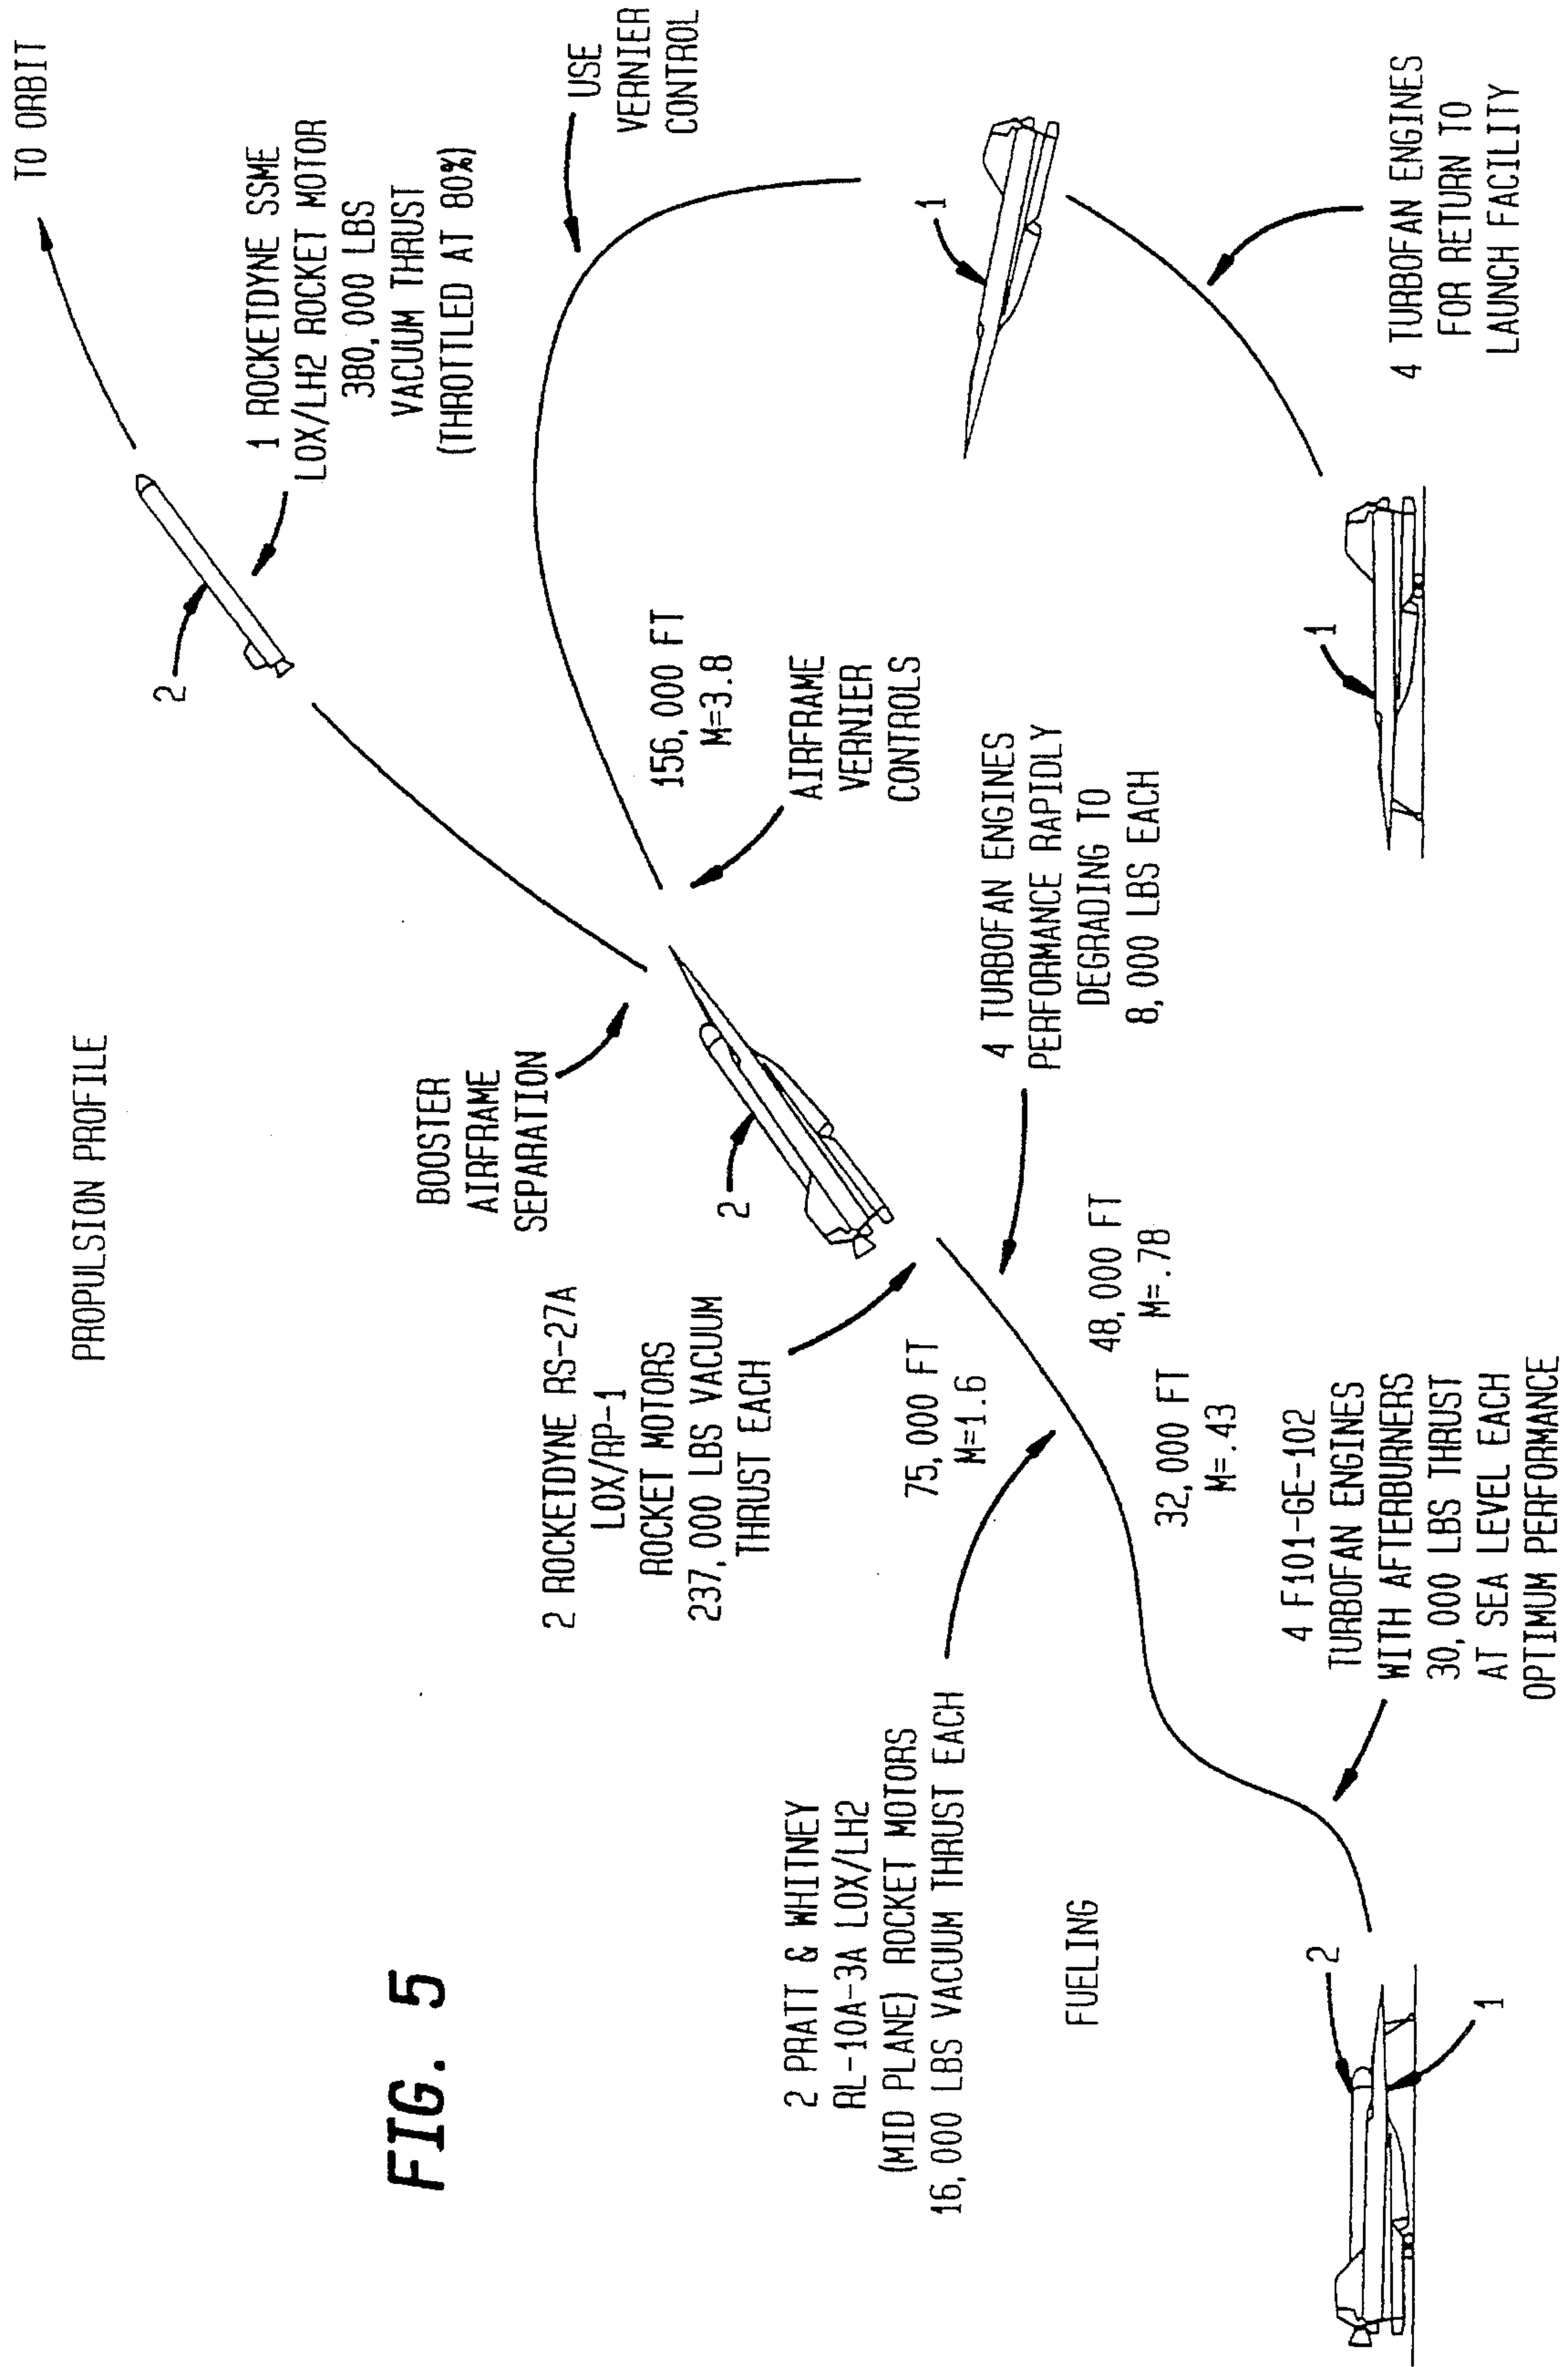 FIG. 5
PROPULSION PROFILE
TO ORBIT
1 ROCKETDYNE SSME
LOX/LH2 ROCKET MOTOR
380,000 LBS
VACUUM THRUST
(THROTTLED AT 80%)
2
USE
VERNIER
CONTROL
BOOSTER
AIRFRAME
SEPARATION
156,000 FT
M=3.8
AIRFRAME
VERNIER
CONTROLS
2
2 ROCKETDYNE RS-27A
LOX/RP-1
ROCKET MOTORS
237,000 LBS VACUUM
THRUST EACH
4 TURBOFAN ENGINES
PERFORMANCE RAPIDLY
DEGRADING TO
8,000 LBS EACH
75,000 FT
M=1.6
48,000 FT
M=.78
32,000 FT
M=.43
2 PRATT & WHITNEY
RL-10A-3A LOX/LH2
(MID PLANE) ROCKET MOTORS
16,000 LBS VACUUM THRUST EACH
FUELING
4 F101-GE-102
TURBOFAN ENGINES
WITH AFTERBURNERS
30,000 LBS THRUST
AT SEA LEVEL EACH
OPTIMUM PERFORMANCE
2
1
1
1
4 TURBOFAN ENGINES
FOR RETURN TO
LAUNCH FACILITY